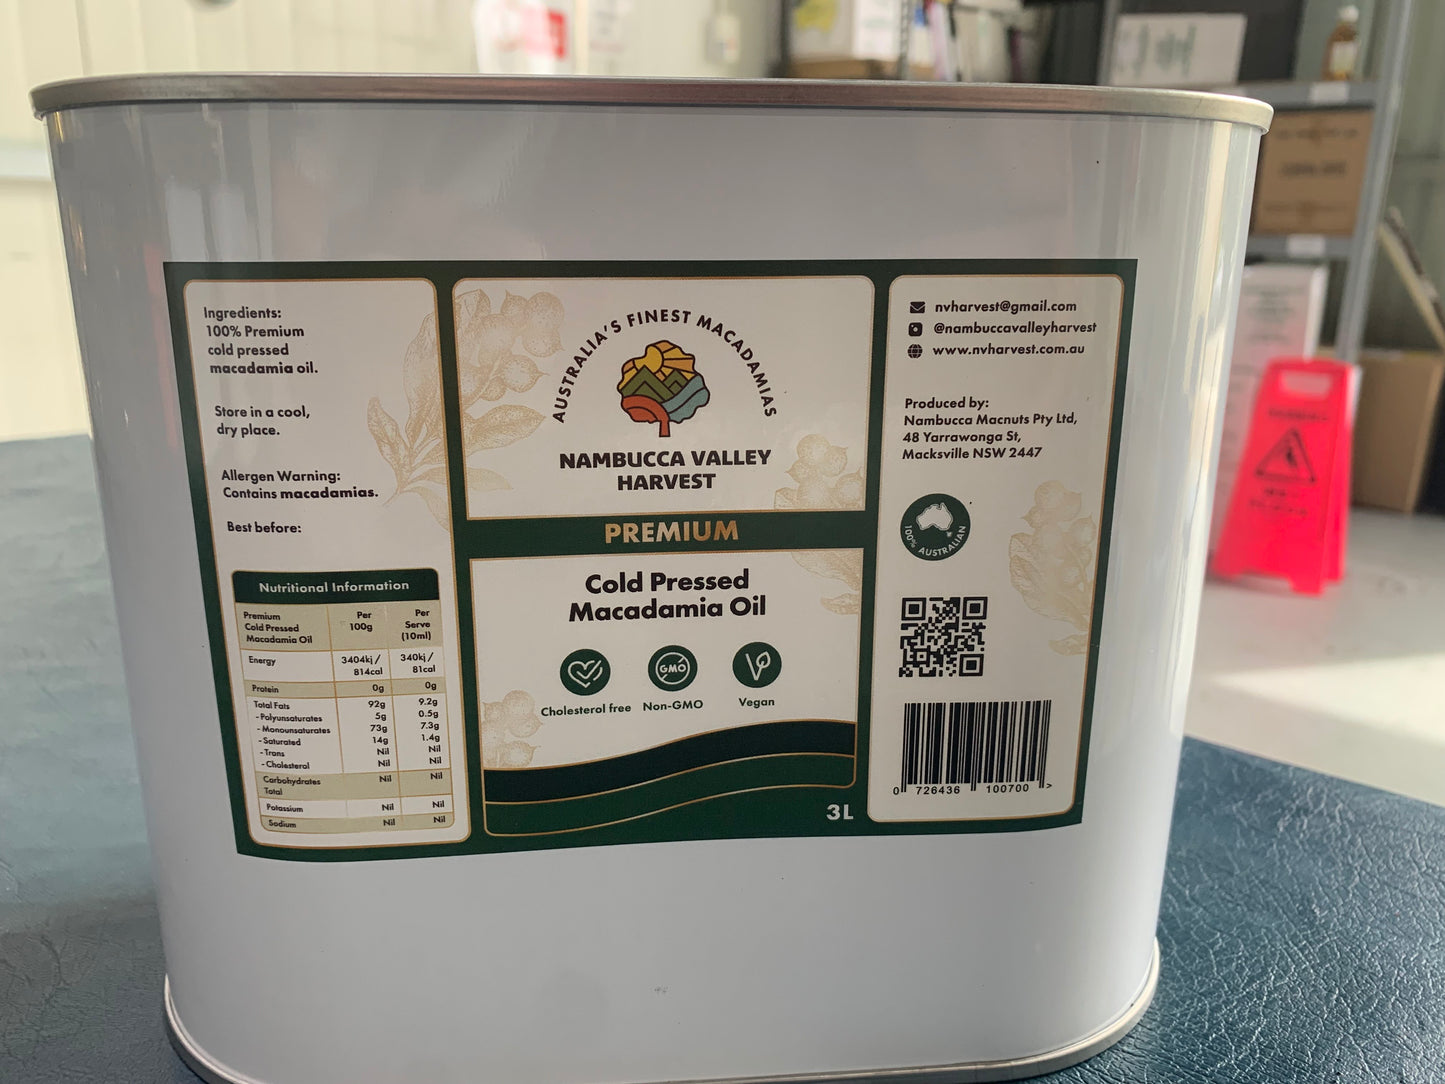 Ingredients:
100% Premium
cold pressed
macadamia oil.
Store in a cool,
dry place.
Allergen Warning:
Contains macadamias.
Best before:
Nutritional Information
Premium
Cold Pressed
Macadamia Oil
Per
100g
Per
Serve
(10ml)
Energy 3404kj / 340kj /
814cal 81cal
Protein 0g 0g
Total Fats 92g 9.2g
- Polyunsaturates 5g 0.5g
- Monounsaturates 73g 7.3g
- Saturated 14g 1.4g
- Trans Nil Nil
- Cholesterol Nil Nil
Carbohydrates Nil Nil
Total
Potassium Nil Nil
Sodium Nil Nil
AUSTRALIA'S FINEST MACADAMIAS
NAMBUCCA VALLEY
HARVEST
PREMIUM
Cold Pressed
Macadamia Oil
GMO
Cholesterol free Non-GMO Vegan
3L
nvharvest@gmail.com
@nambuccavalleyharvest
www.nvharvest.com.au
Produced by:
Nambucca Macnuts Pty Ltd,
48 Yarrawonga St,
Macksville NSW 2447
100% AUSTRALIAN
0 726436 100700 >